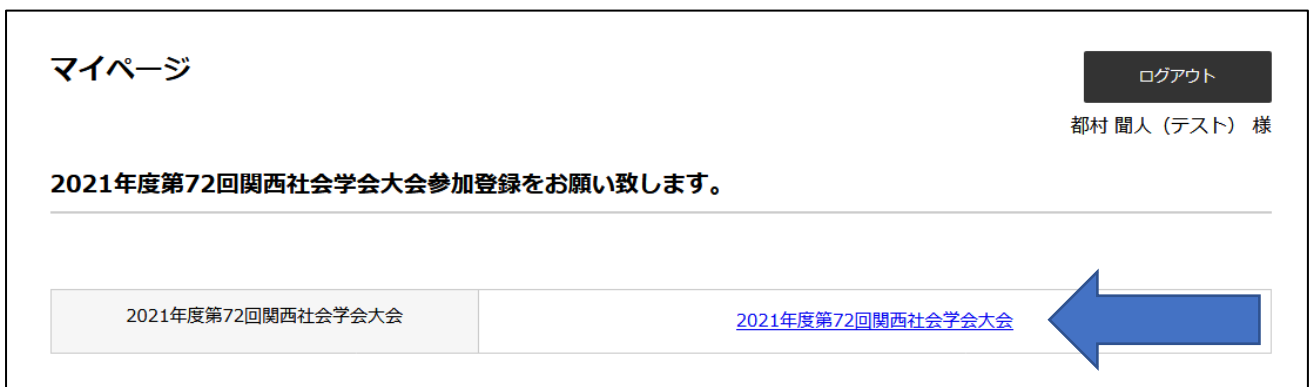 マイページ
ログアウト
都村 聞人（テスト） 様
2021年度第72回関西社会学会大会参加登録をお願い致します。
2021年度第72回関西社会学会大会
2021年度第72回関西社会学会大会